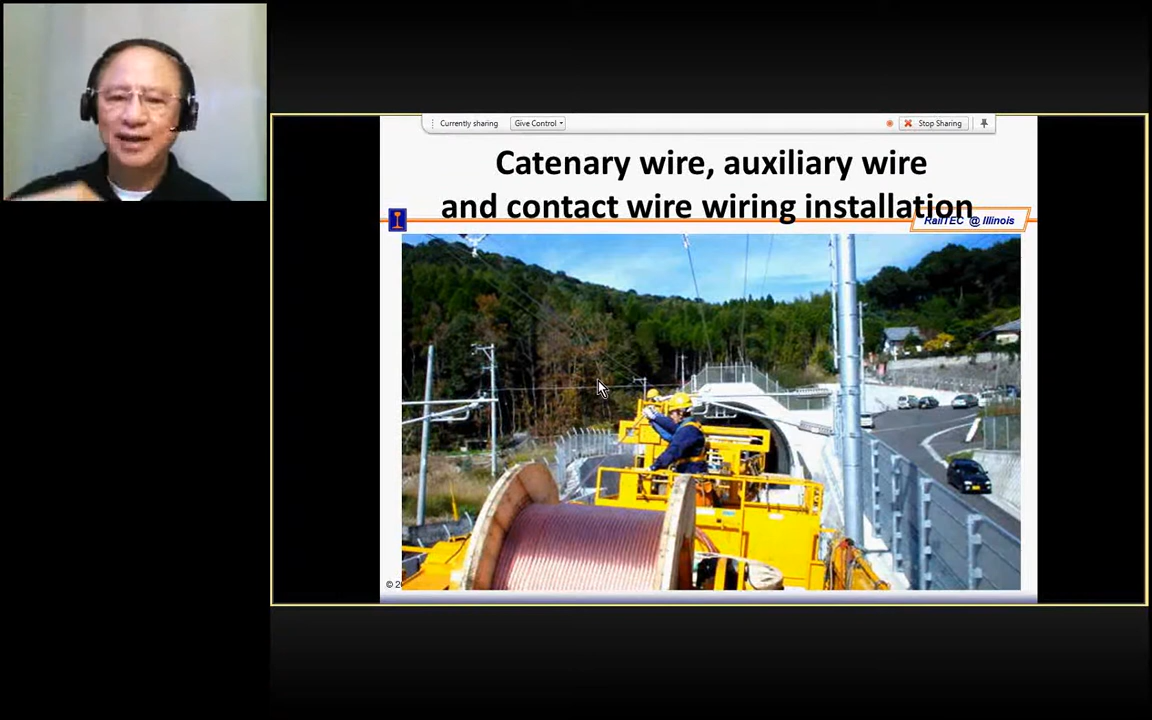 Currently sharing
Give Control
Stop Sharing
Catenary wire, auxiliary wire
and contact wire wiring installation
RailTEC @ Illinois
I